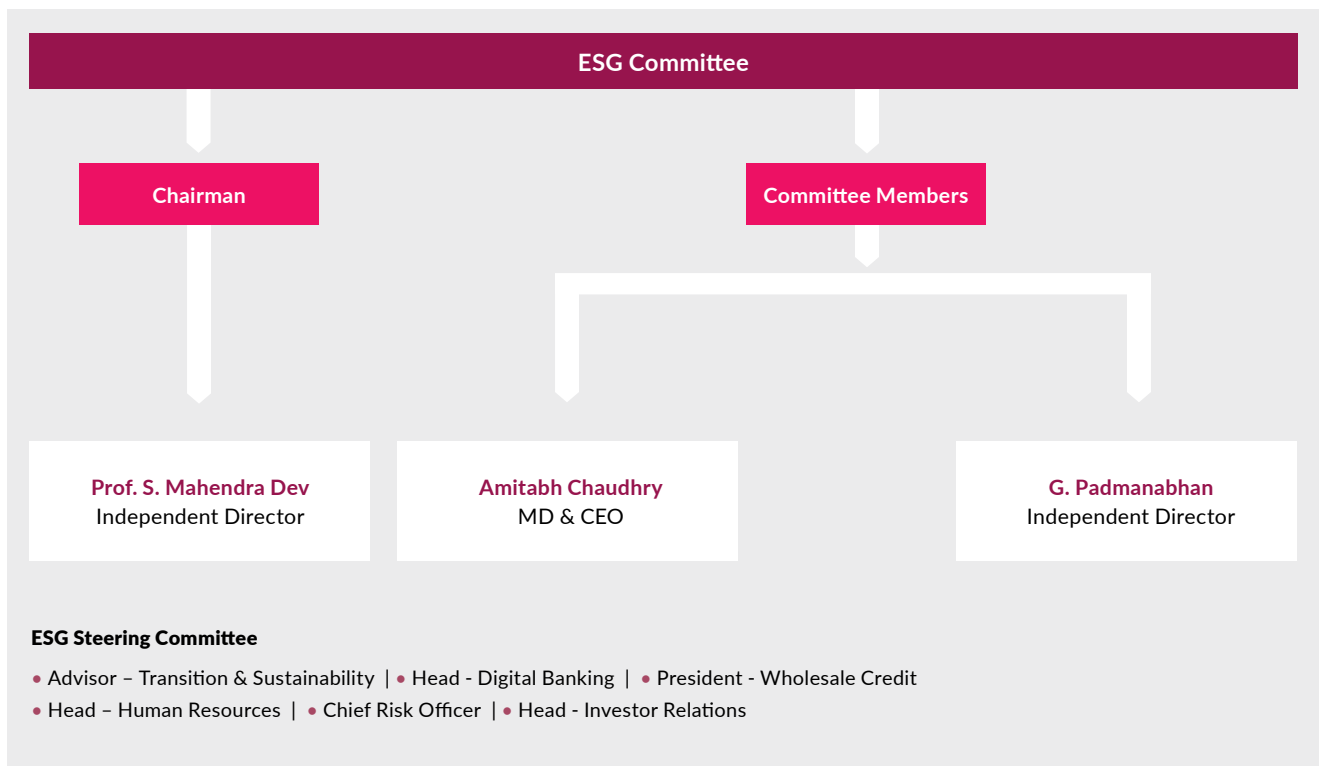 ESG Committee
Chairman
Committee Members
Prof. S. Mahendra Dev
Independent Director
Amitabh Chaudhry
MD & CEO
G. Padmanabhan
Independent Director
ESG Steering Committee
• Advisor – Transition & Sustainability | • Head - Digital Banking | • President - Wholesale Credit
• Head – Human Resources | • Chief Risk Officer | • Head - Investor Relations